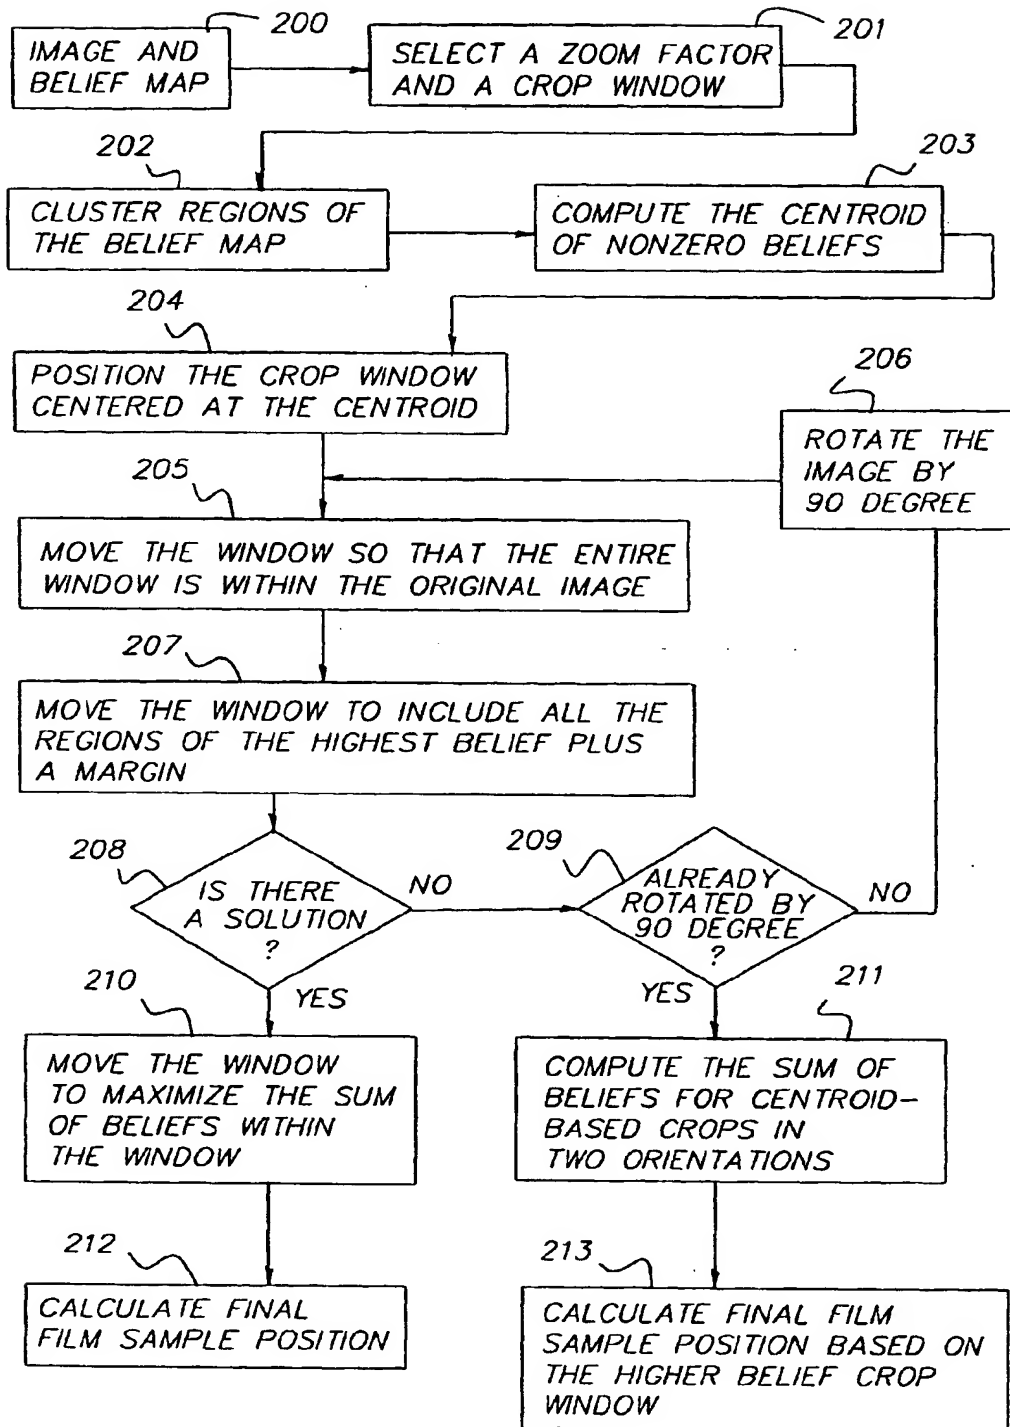 200
IMAGE AND
BELIEF MAP
201
SELECT A ZOOM FACTOR
AND A CROP WINDOW
202
CLUSTER REGIONS OF
THE BELIEF MAP
203
COMPUTE THE CENTROID
OF NONZERO BELIEFS
204
POSITION THE CROP WINDOW
CENTERED AT THE CENTROID
206
ROTATE THE
IMAGE BY
90 DEGREE
205
MOVE THE WINDOW SO THAT THE ENTIRE
WINDOW IS WITHIN THE ORIGINAL IMAGE
207
MOVE THE WINDOW TO INCLUDE ALL THE
REGIONS OF THE HIGHEST BELIEF PLUS
A MARGIN
208
IS THERE
A SOLUTION
?
NO
YES
209
ALREADY
ROTATED BY
90 DEGREE
?
NO
YES
210
MOVE THE WINDOW
TO MAXIMIZE THE SUM
OF BELIEFS WITHIN
THE WINDOW
211
COMPUTE THE SUM OF
BELIEFS FOR CENTROID-
BASED CROPS IN
TWO ORIENTATIONS
212
CALCULATE FINAL
FILM SAMPLE POSITION
213
CALCULATE FINAL FILM
SAMPLE POSITION BASED ON
THE HIGHER BELIEF CROP
WINDOW